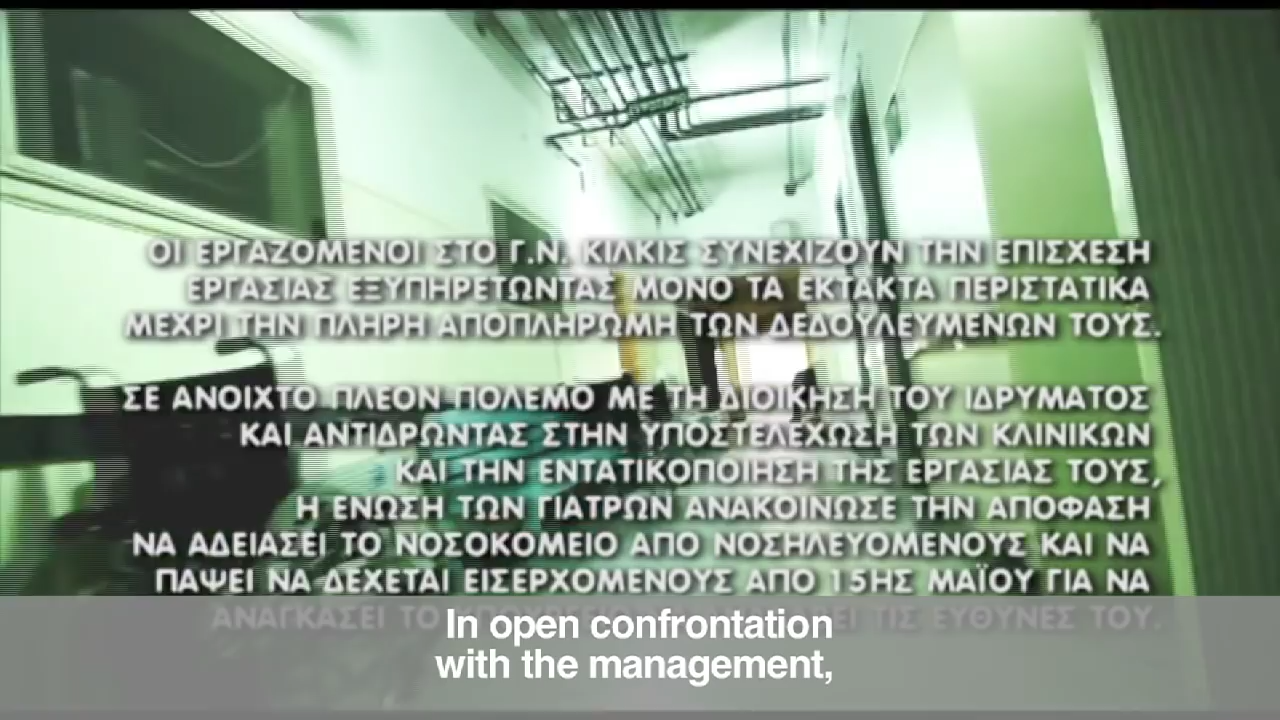 ΟΙ ΕΡΓΑΖΟΜΕΝΟΙ ΣΤΟ Γ.Ν. ΚΙΛΚΙΣ ΣΥΝΕΧΙΖΟΥΝ ΤΗΝ ΕΠΙΣΧΕΣΗ
ΕΡΓΑΣΙΑΣ ΕΞΥΠΗΡΕΤΩΝΤΑΣ ΜΟΝΟ ΤΑ ΕΚΤΑΚΤΑ ΠΕΡΙΣΤΑΤΙΚΑ
ΜΕΧΡΙ ΤΗΝ ΠΛΗΡΗ ΑΠΟΠΛΗΡΩΜΗ ΤΩΝ ΔΕΔΟΥΛΕΥΜΕΝΩΝ ΤΟΥΣ.
ΣΕ ΑΝΟΙΧΤΟ ΠΛΕΟΝ ΠΟΛΕΜΟ ΜΕ ΤΗ ΔΙΟΙΚΗΣΗ ΤΟΥ ΙΔΡΥΜΑΤΟΣ
ΚΑΙ ΑΝΤΙΔΡΩΝΤΑΣ ΣΤΗΝ ΥΠΟΣΤΕΛΕΧΩΣΗ ΤΩΝ ΚΛΙΝΙΚΩΝ
ΚΑΙ ΤΗΝ ΕΝΤΑΤΙΚΟΠΟΙΗΣΗ ΤΗΣ ΕΡΓΑΣΙΑΣ ΤΟΥΣ,
Η ΕΝΩΣΗ ΤΩΝ ΓΙΑΤΡΩΝ ΑΝΑΚΟΙΝΩΣΕ ΤΗΝ ΑΠΟΦΑΣΗ
ΝΑ ΑΔΕΙΑΣΕΙ ΤΟ ΝΟΣΟΚΟΜΕΙΟ ΑΠΟ ΝΟΣΗΛΕΥΟΜΕΝΟΥΣ ΚΑΙ ΝΑ
ΠΑΨΕΙ ΝΑ ΔΕΧΕΤΑΙ ΕΙΣΕΡΧΟΜΕΝΟΥΣ ΑΠΟ 15ΗΣ ΜΑΪΟΥ ΓΙΑ ΝΑ
ΑΝΑΓΚΑΣΕΙ ΤΟ ΤΙΣ ΕΥΘΥΝΕΣ ΤΟΥ.
In open confrontation
with the management,